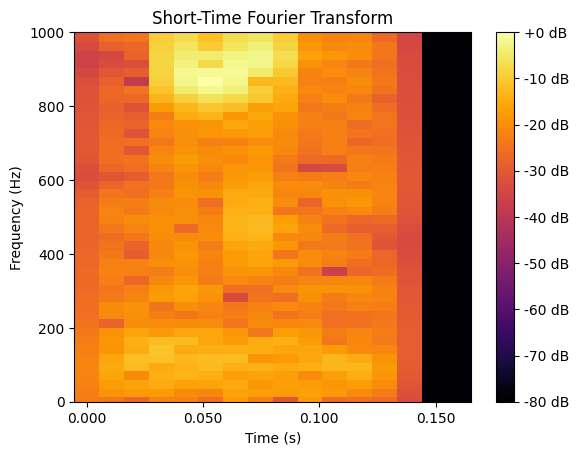 Short-Time Fourier Transform
1000
800
600
400
200
0
Frequency (Hz)
0.000
0.050
0.100
0.150
Time (s)
+0 dB
-10 dB
-20 dB
-30 dB
-40 dB
-50 dB
-60 dB
-70 dB
-80 dB